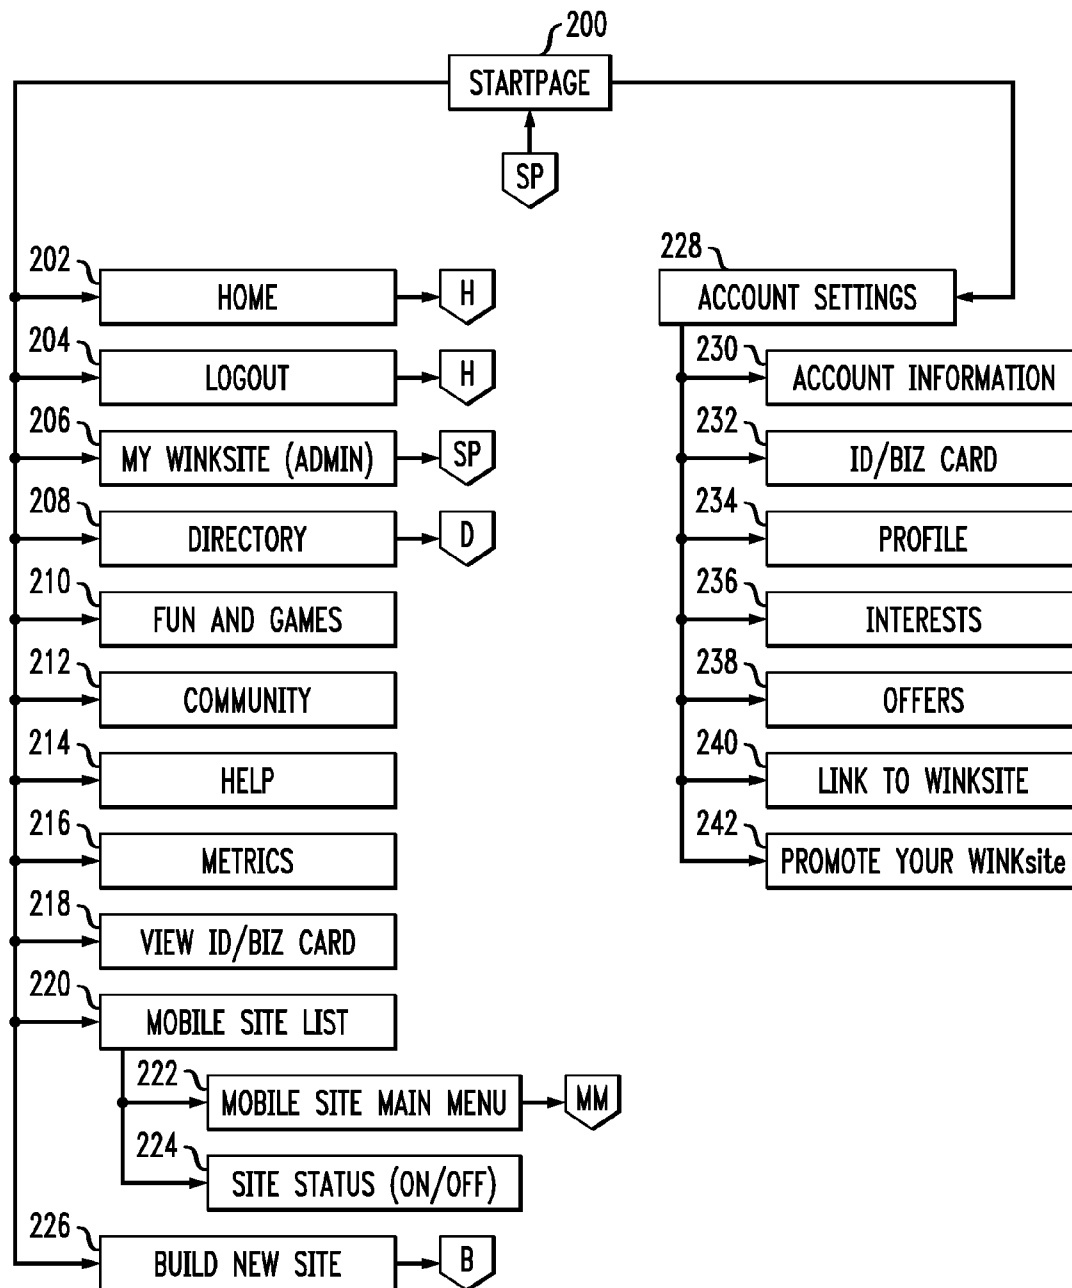 200
STARTPAGE
SP
202
HOME
H
204
LOGOUT
H
206
MY WINKSITE (ADMIN)
SP
208
DIRECTORY
D
210
FUN AND GAMES
212
COMMUNITY
214
HELP
216
METRICS
218
VIEW ID/BIZ CARD
220
MOBILE SITE LIST
222
MOBILE SITE MAIN MENU
MM
224
SITE STATUS (ON/OFF)
226
BUILD NEW SITE
B
228
ACCOUNT SETTINGS
230
ACCOUNT INFORMATION
232
ID/BIZ CARD
234
PROFILE
236
INTERESTS
238
OFFERS
240
LINK TO WINKSITE
242
PROMOTE YOUR WINKsite